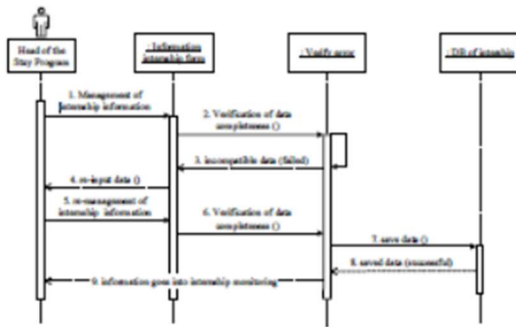 Head of the
Stay Program
: Information
internship form
: Verify error
: DB of intenship
1. Management of
internship information
2. Verification of data
completeness ()
3. incompatible data (failed)
4. re-input data ()
5. re-management of
internship information
6. Verification of data
completeness ()
7. save data ()
8. saved data (successful)
9. information goes into internship monitoring